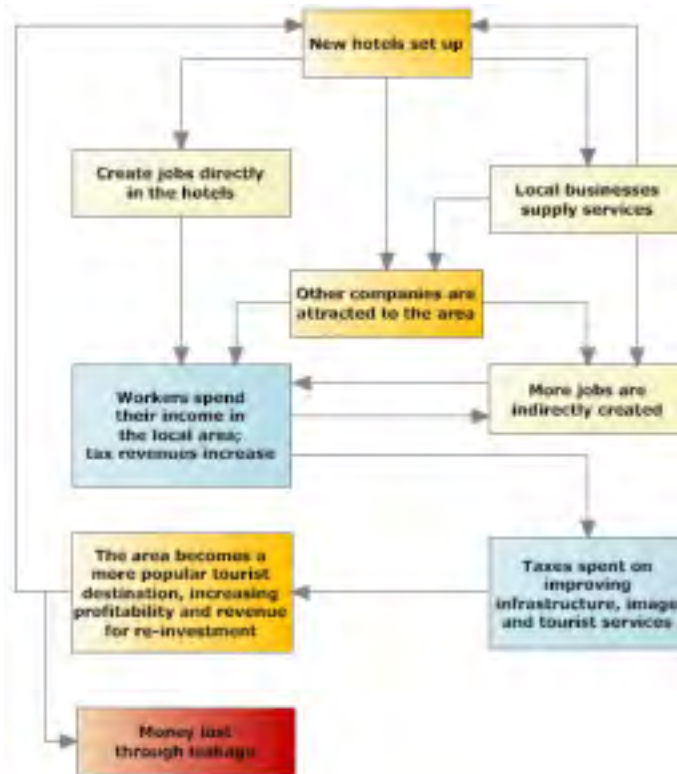 New hotels set up
Create jobs directly
in the hotels
Local businesses
supply services
Other companies are
attracted to the area
Workers spend
their income in
the local area;
tax revenues increase
More jobs are
indirectly created
The area becomes a
more popular tourist
destination, increasing
profitability and revenue
for re-investment
Taxes spent on
improving
infrastructure, image
and tourist services
Money lost
through leakage